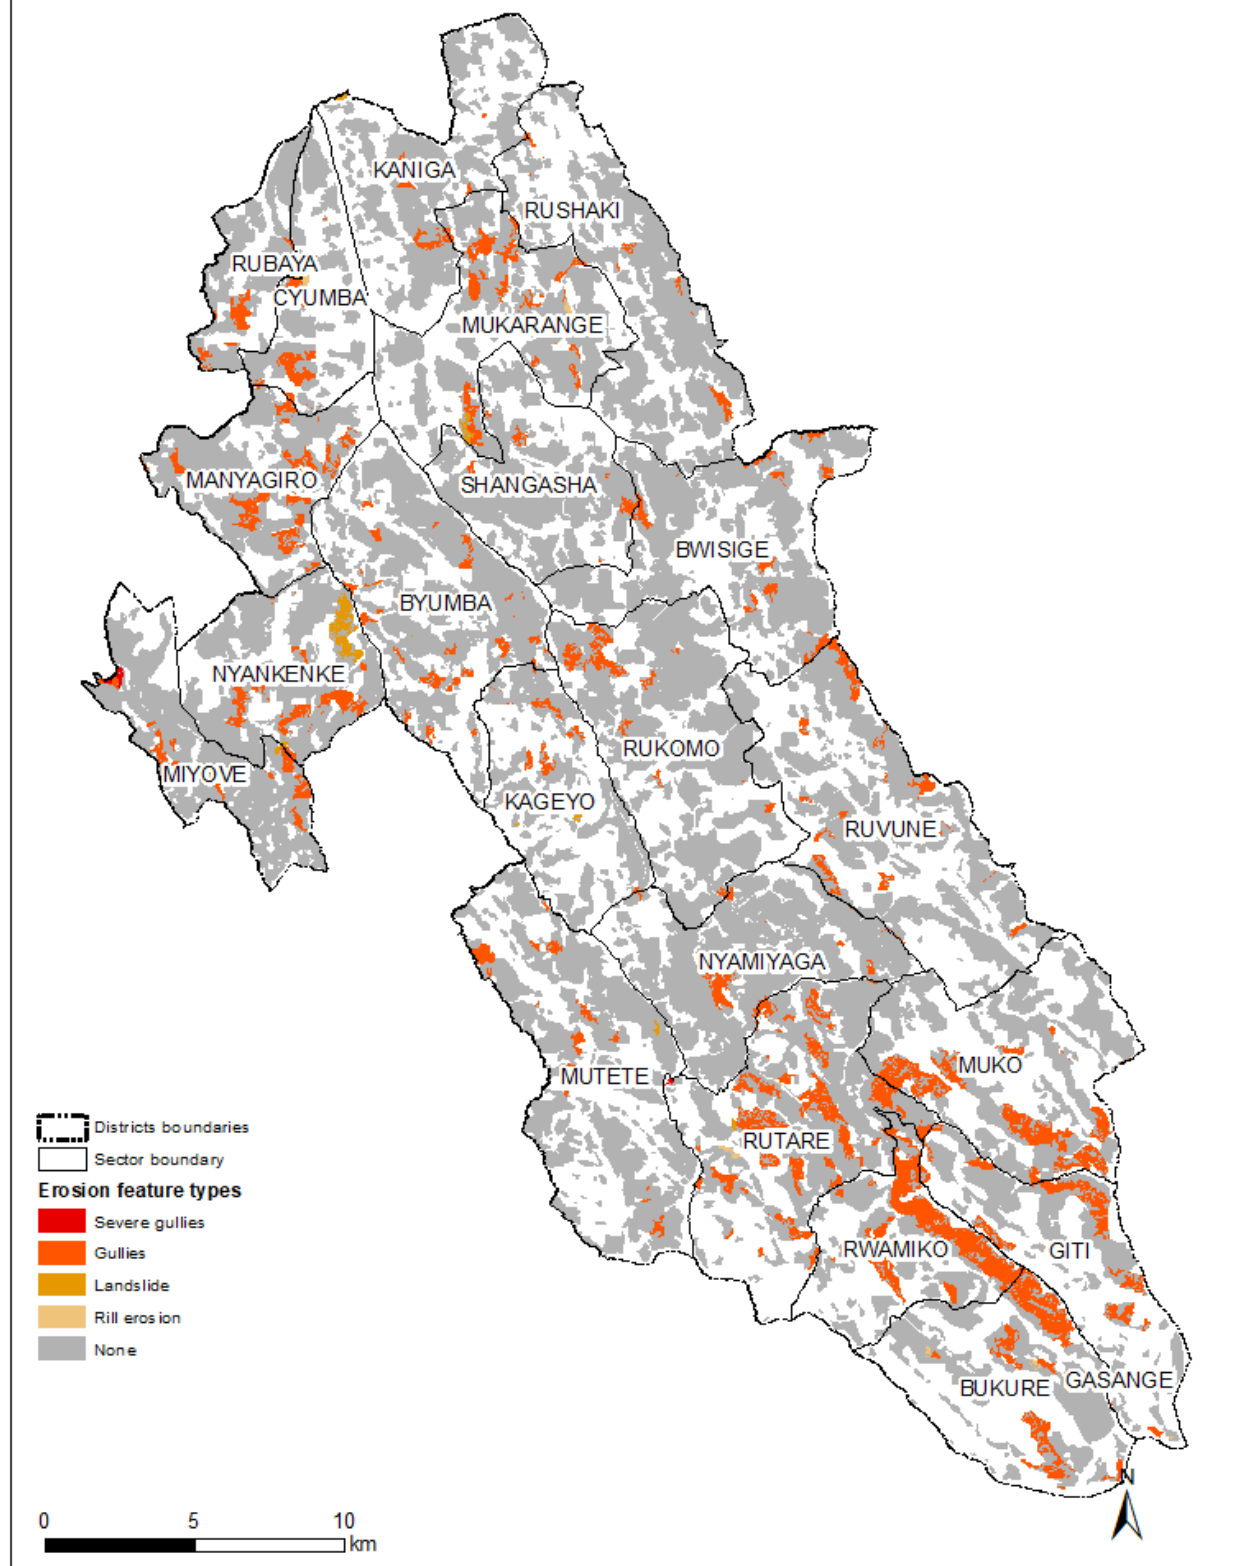 KANIGA
RUSHAKI
RUBAYA
CYUMBA
MUKARANGE
MANYAGIRO
SHANGASHA
BWISIGE
BYUMBA
NYANKENKE
RUKOMO
MIYOVE
KAGEYO
RUVUNE
NYAMIYAGA
MUKO
MUTETE
RUTARE
RWAMIKO
GITI
BUKURE
GASANGE
Districts boundaries
Sector boundary
Erosion feature types
Severe gullies
Gullies
Landslide
Rill erosion
None
N
0 5 10
km